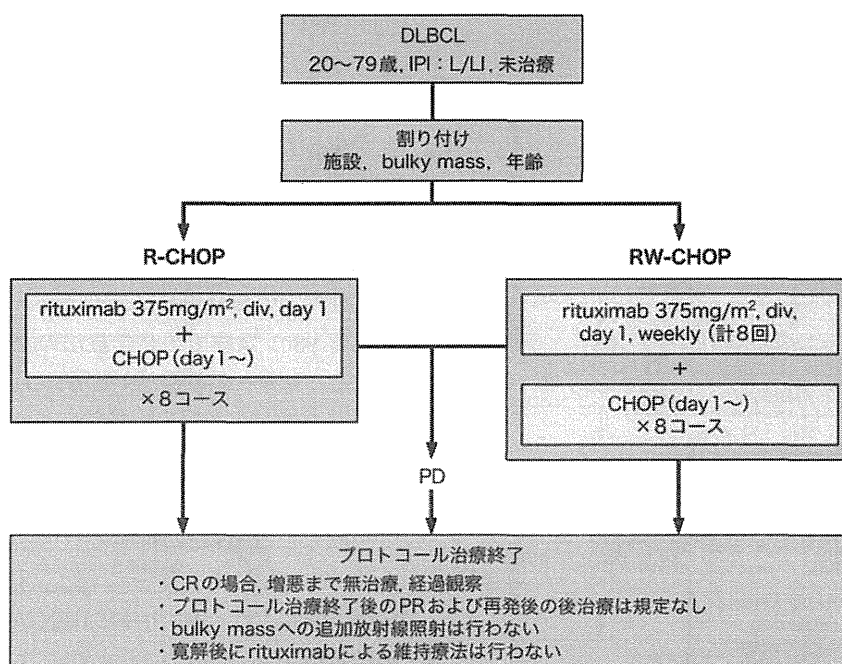 DLBCL
20〜79歳, IPI：L/LI, 未治療
割り付け
施設, bulky mass, 年齢
R-CHOP
rituximab 375mg/m², div, day 1
+
CHOP（day 1〜）
×8コース
RW-CHOP
rituximab 375mg/m², div,
day 1, weekly（計8回）
+
CHOP（day 1〜）
×8コース
PD
プロトコール治療終了
・CRの場合, 増悪まで無治療, 経過観察
・プロトコール治療終了後のPRおよび再発後の後治療は規定なし
・bulky massへの追加放射線照射は行わない
・寛解後にrituximabによる維持療法は行わない